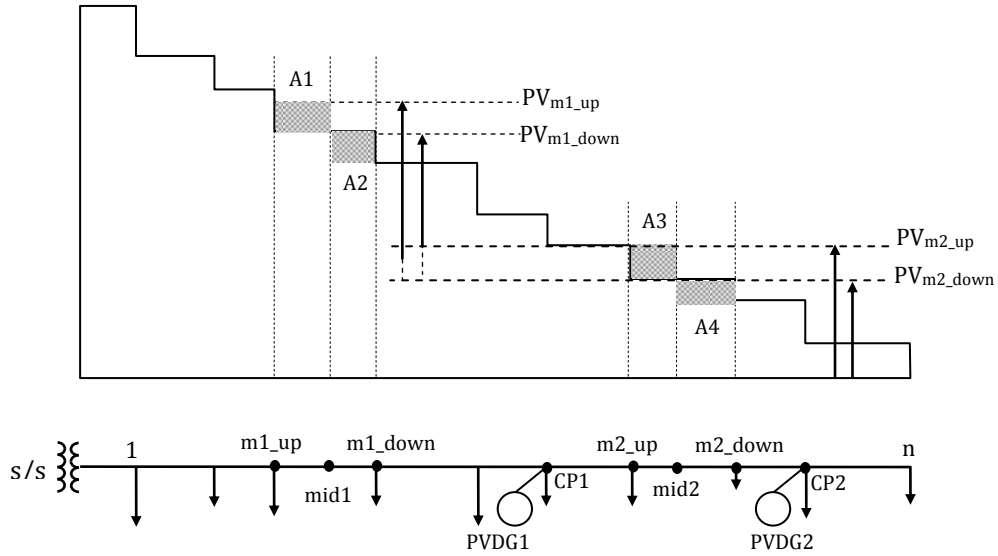 A1
PVm1_up
PVm1_down
A2
A3
PVm2_up
PVm2_down
A4
s/s
1
m1_up
m1_down
m2_up
m2_down
n
mid1
CP1
mid2
CP2
PVDG1
PVDG2